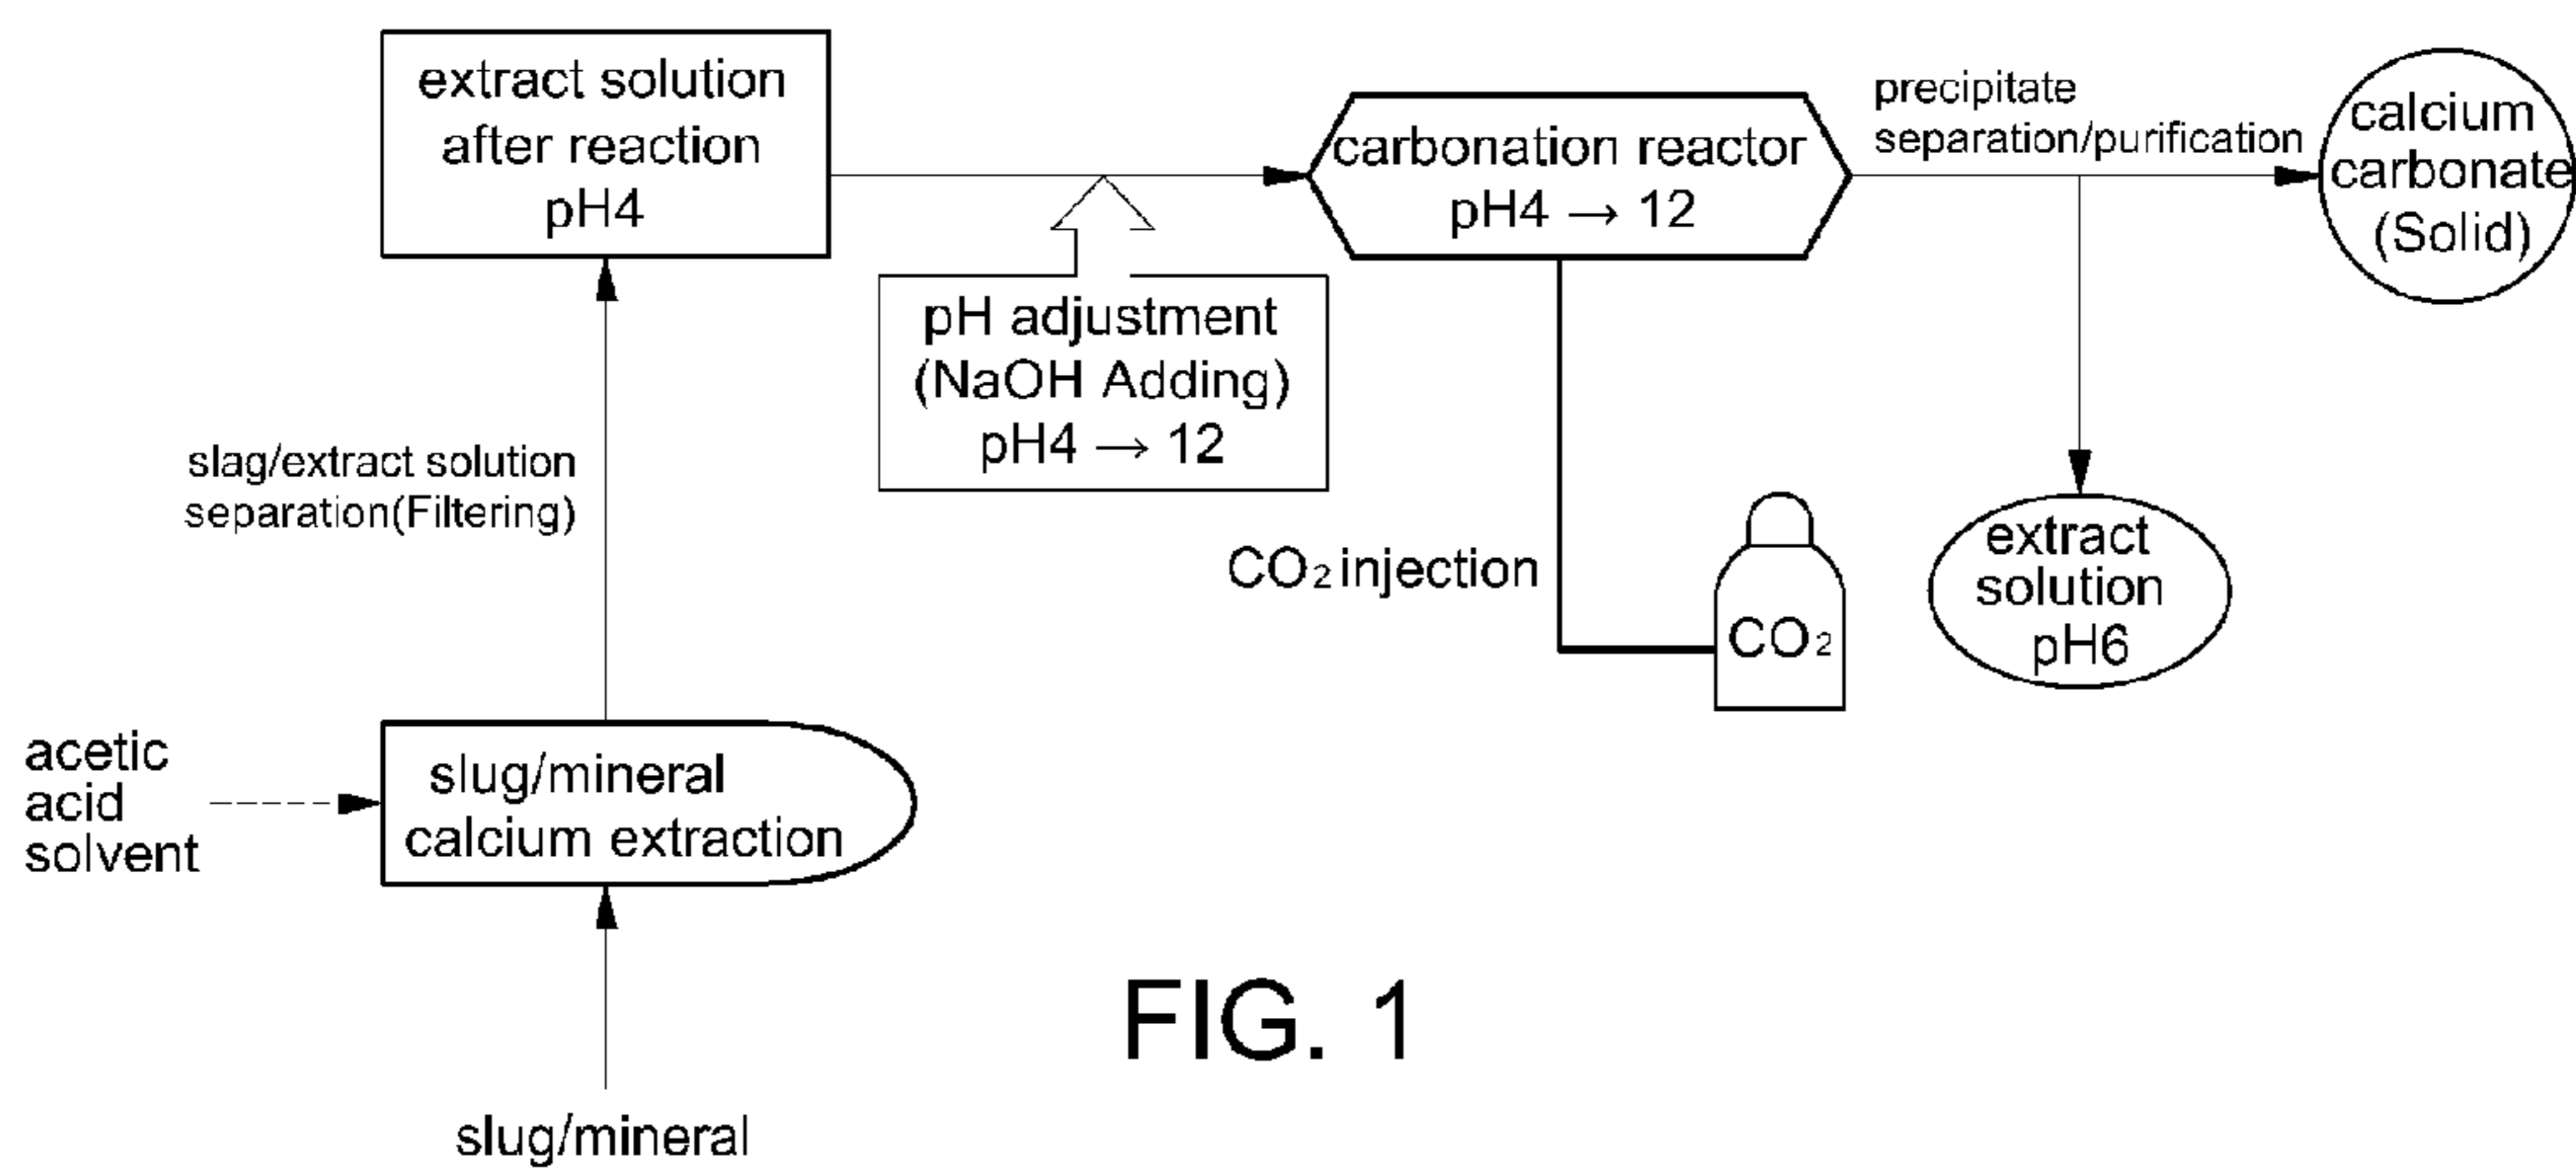 extract solution
after reaction
pH4
precipitate
separation/purification
calcium
carbonate
(Solid)
carbonation reactor
pH4 → 12
pH adjustment
(NaOH Adding)
pH4 → 12
slag/extract solution
separation(Filtering)
CO₂ injection
CO₂
extract
solution
pH6
acetic
acid
solvent
slug/mineral
calcium extraction
slug/mineral
FIG. 1